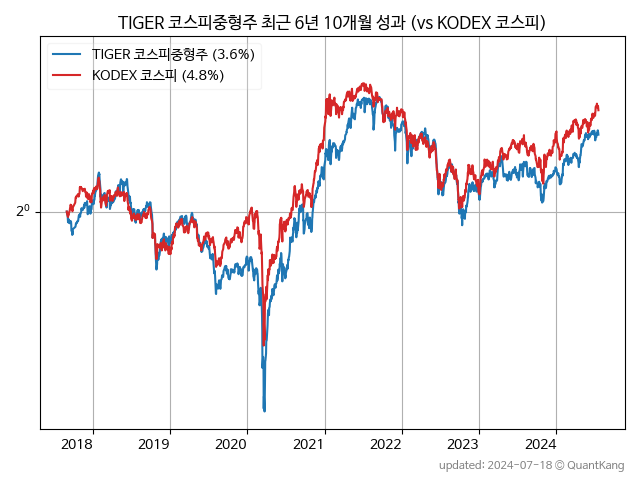 TIGER 코스피중형주 최근 6년 10개월 성과 (vs KODEX 코스피)
TIGER 코스피중형주 (3.6%)
KODEX 코스피 (4.8%)
2⁰
2018 2019 2020 2021 2022 2023 2024
updated: 2024-07-18 © QuantKang